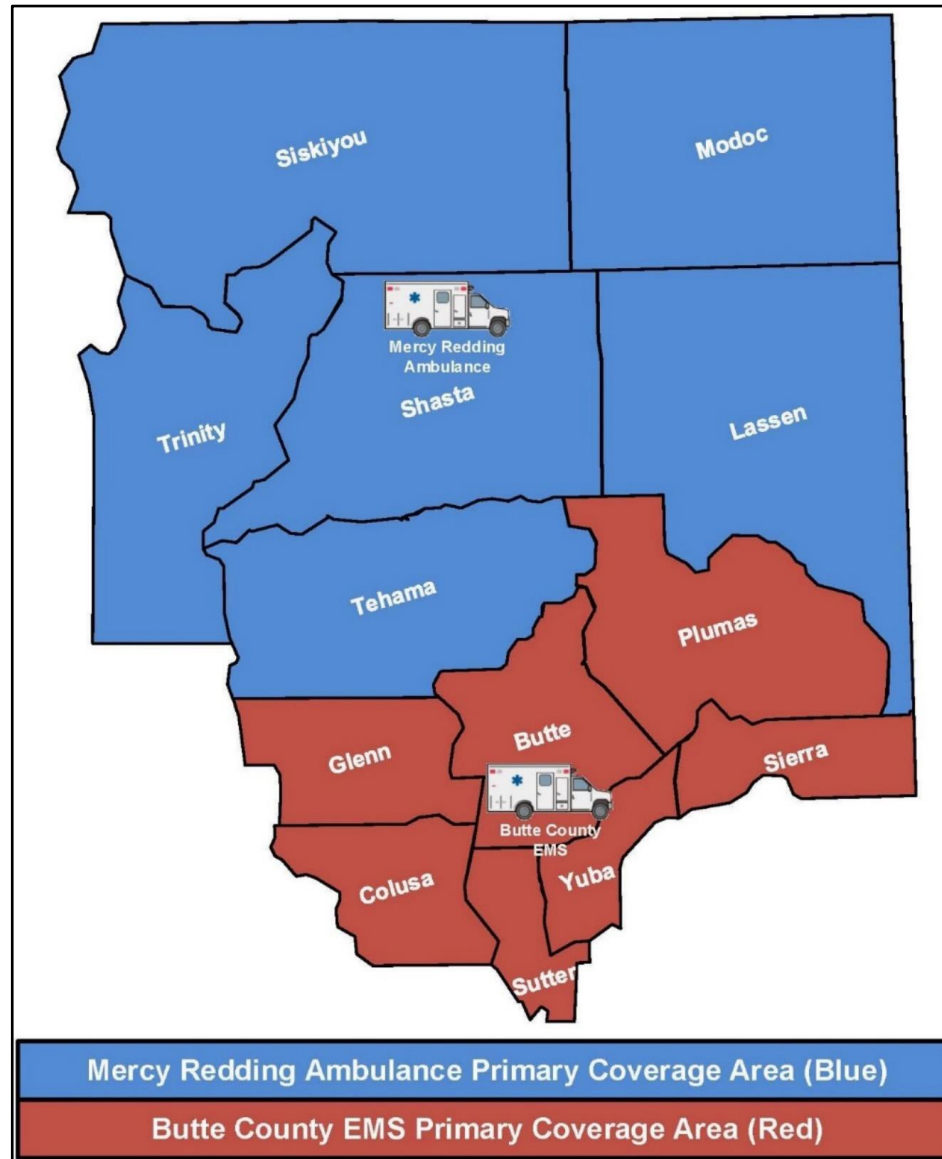 Siskiyou
Modoc
Mercy Redding
Ambulance
Shasta
Trinity
Lassen
Tehama
Plumas
Butte
Glenn
Sierra
Butte County
EMS
Colusa
Yuba
Sutter
Mercy Redding Ambulance Primary Coverage Area (Blue)
Butte County EMS Primary Coverage Area (Red)